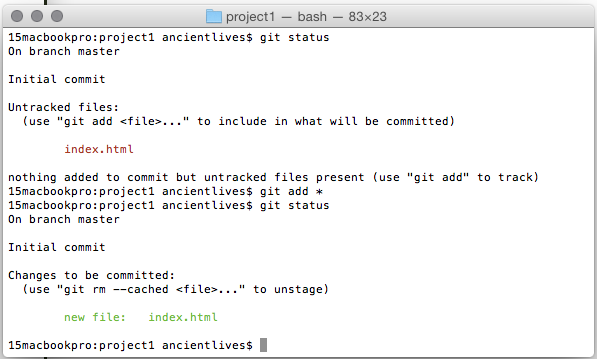 project1 — bash — 83×23
15macbookpro:project1 ancientlives$ git status
On branch master
Initial commit
Untracked files:
(use "git add <file>..." to include in what will be committed)
index.html
nothing added to commit but untracked files present (use "git add" to track)
15macbookpro:project1 ancientlives$ git add *
15macbookpro:project1 ancientlives$ git status
On branch master
Initial commit
Changes to be committed:
(use "git rm --cached <file>..." to unstage)
new file:   index.html
15macbookpro:project1 ancientlives$